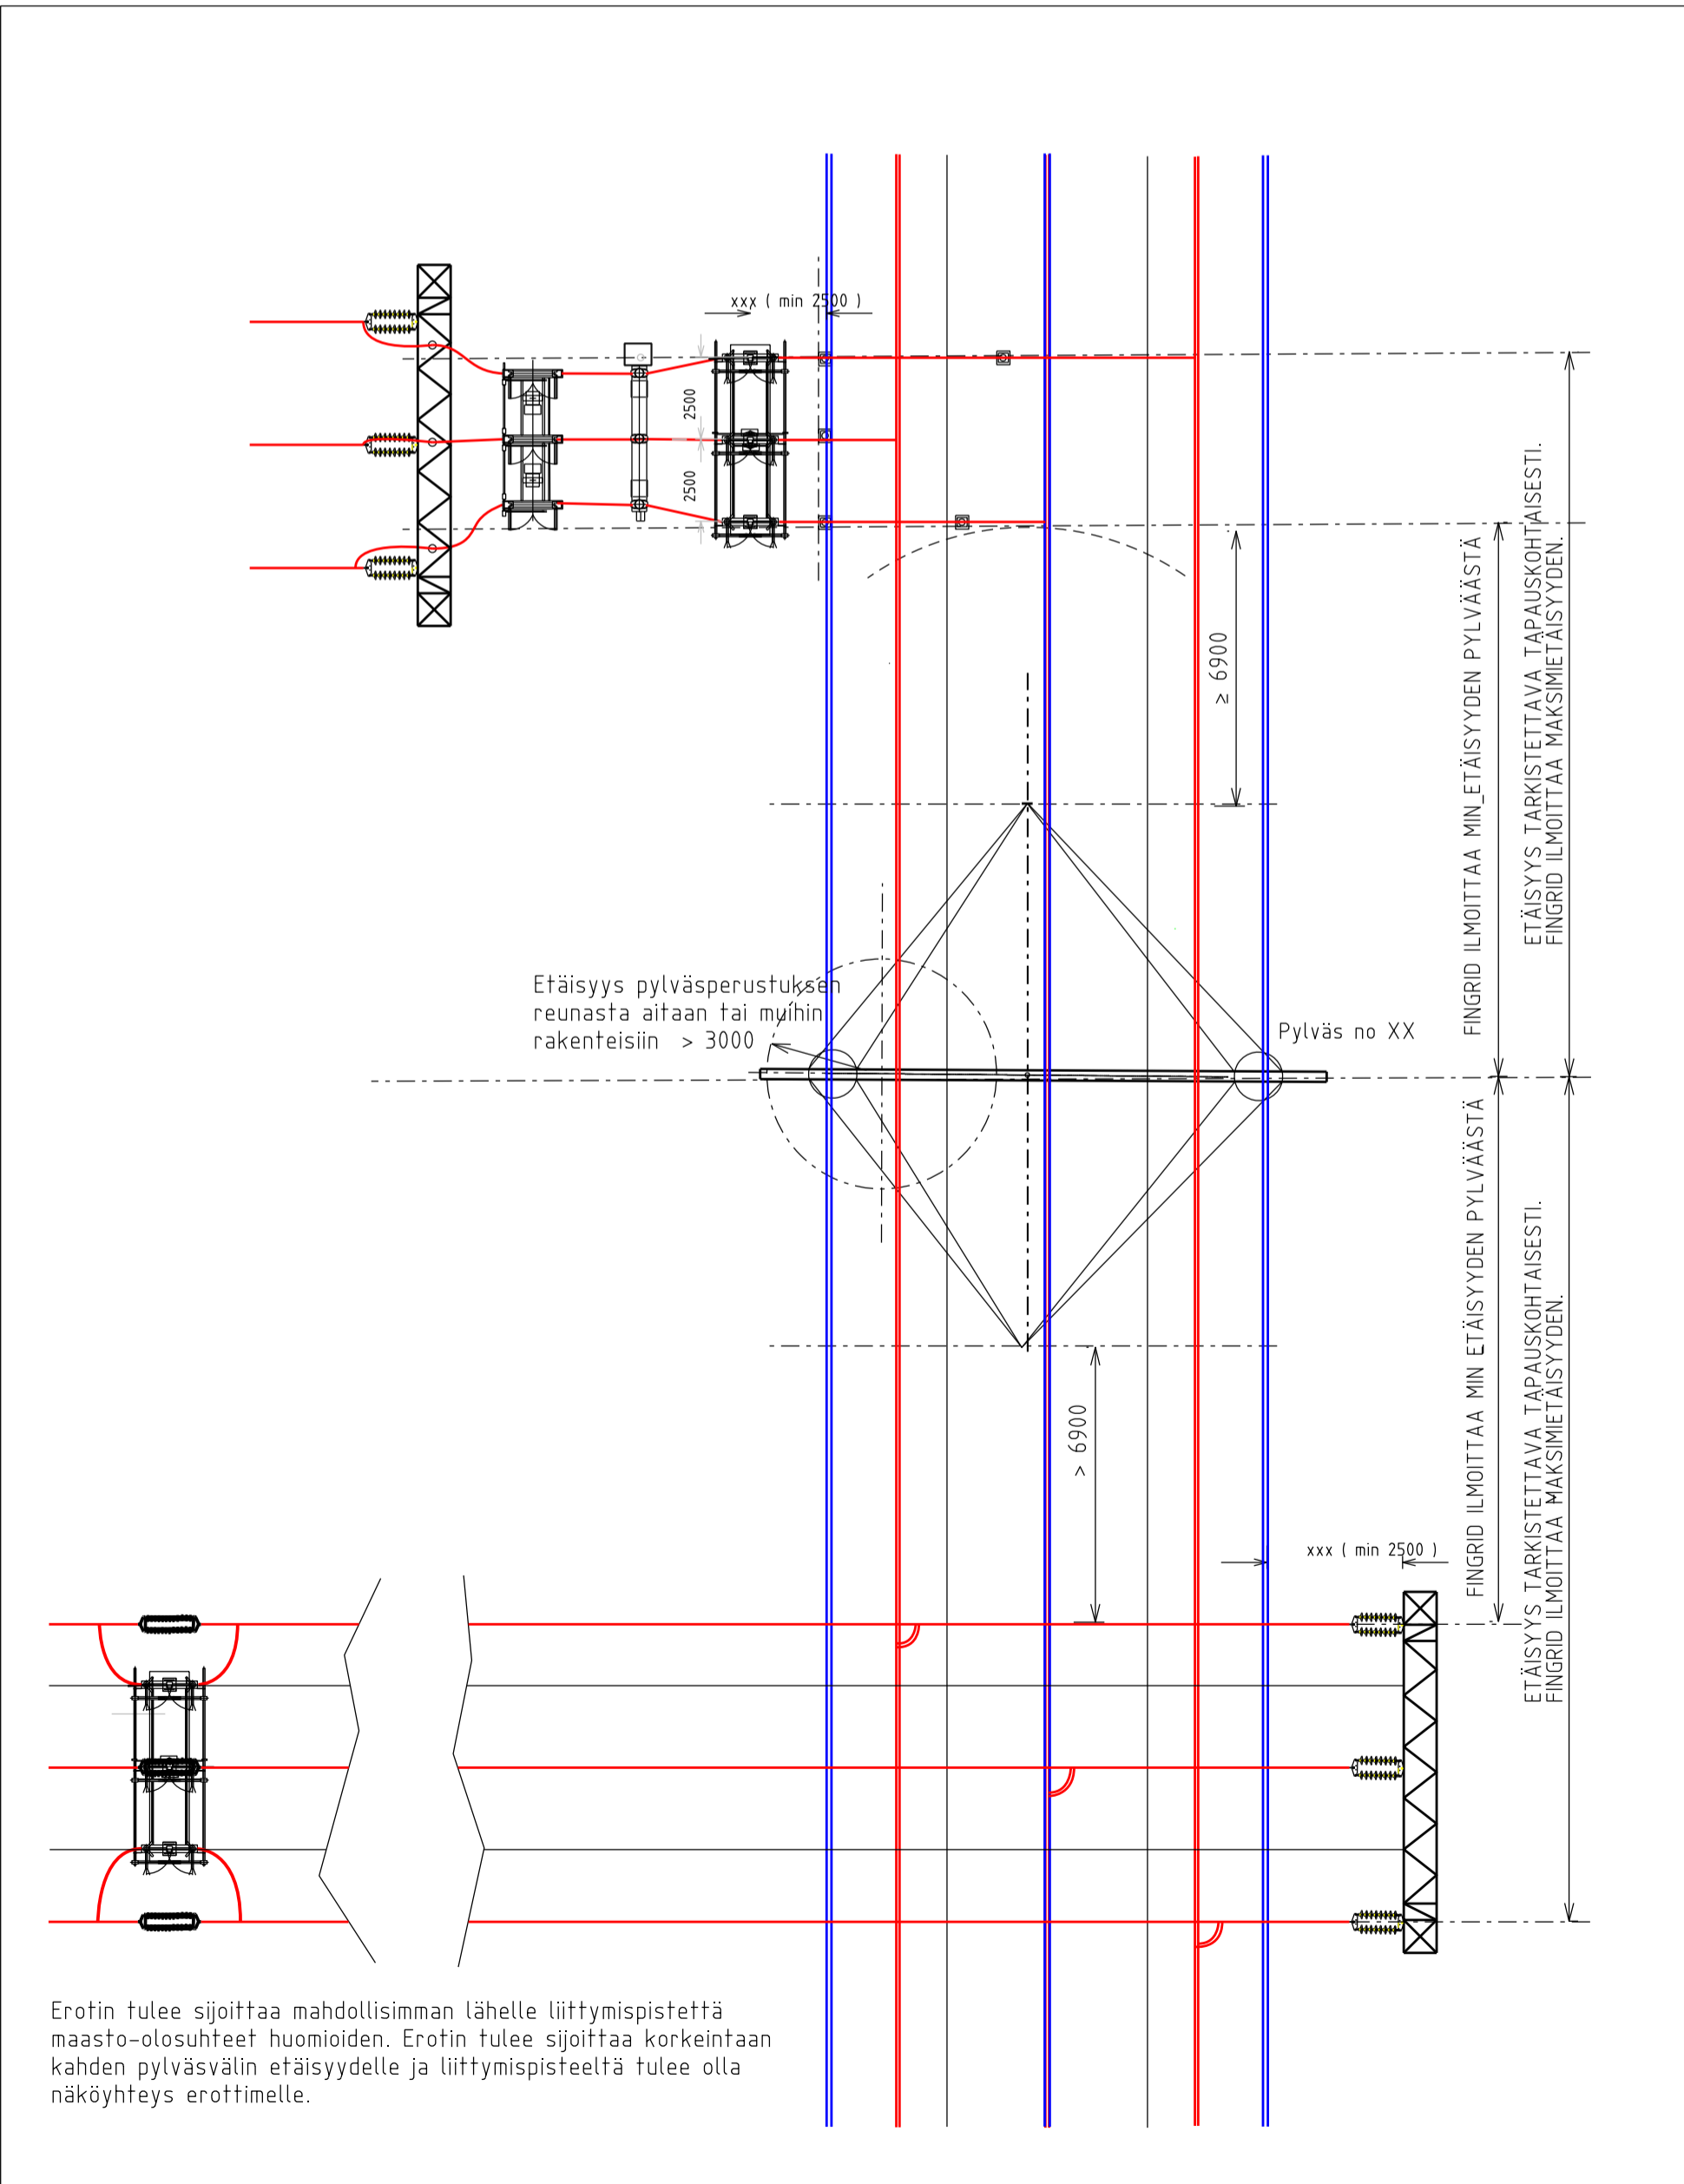 xxx ( min 2500 )
2500
2500
≥ 6900
FINGRID ILMOITTAA MIN_ETÄISYYDEN PYLVÄÄSTÄ
ETÄISYYS TARKISTETTAVA TAPAUSKOHTAISESTI.
FINGRID ILMOITTAA MAKSIMIETÄISYYDEN.
Etäisyys pylväsperustuksen
reunasta aitaan tai muihin
rakenteisiin > 3000
Pylväs no XX
> 6900
FINGRID ILMOITTAA MIN ETÄISYYDEN PYLVÄÄSTÄ
ETÄISYYS TARKISTETTAVA TAPAUSKOHTAISESTI.
FINGRID ILMOITTAA MAKSIMIETÄISYYDEN.
xxx ( min 2500 )
Erotin tulee sijoittaa mahdollisimman lähelle liittymispistettä
maasto-olosuhteet huomioiden. Erotin tulee sijoittaa korkeintaan
kahden pylväsvälin etäisyydelle ja liittymispisteeltä tulee olla
näköyhteys erottimelle.